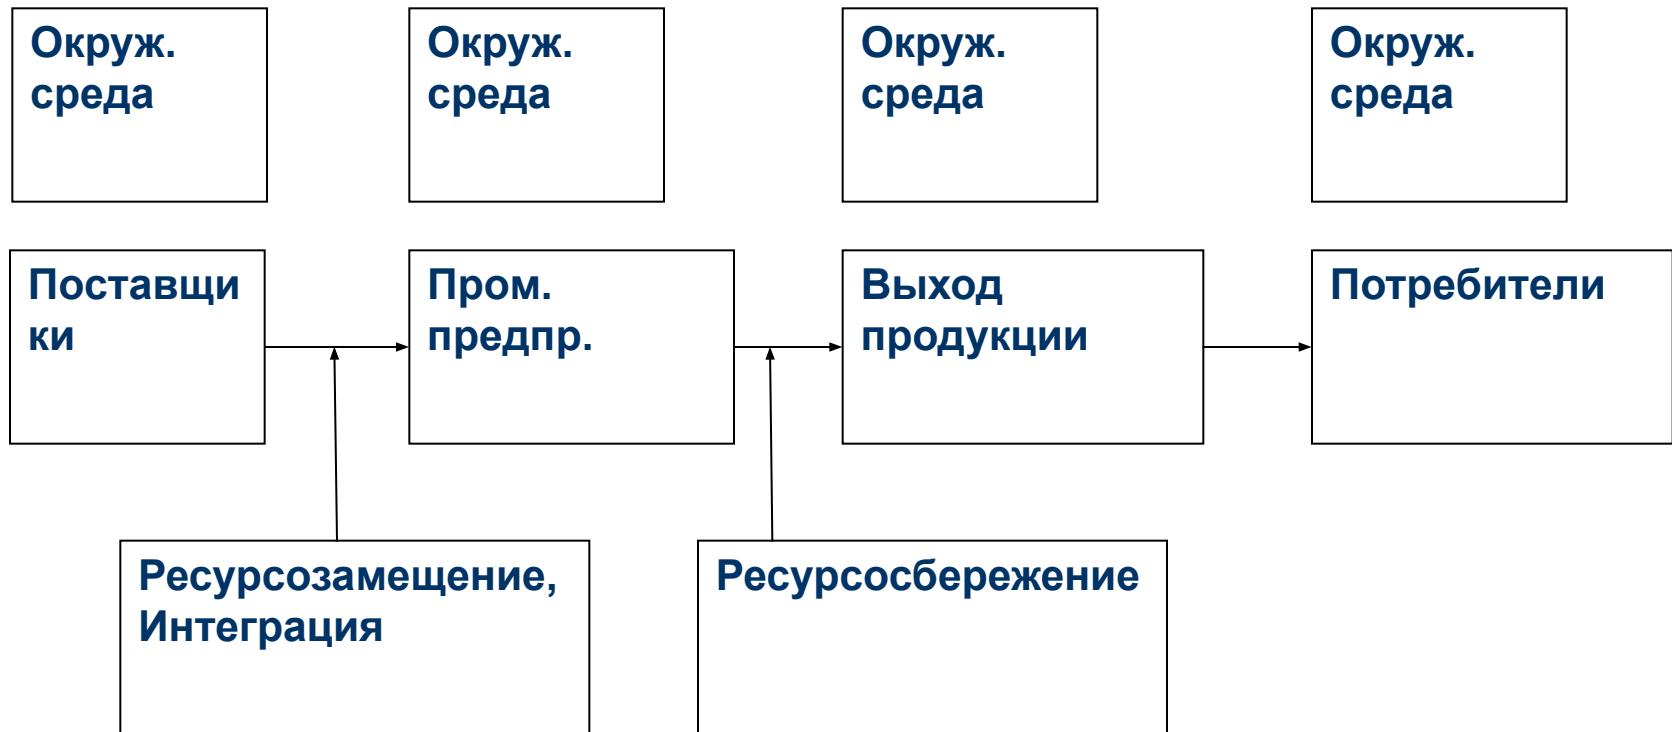 Окруж.
среда
Окруж.
среда
Окруж.
среда
Окруж.
среда
Поставщи
ки
Пром.
предпр.
Выход
продукции
Потребители
Ресурсозамещение,
Интеграция
Ресурсосбережение